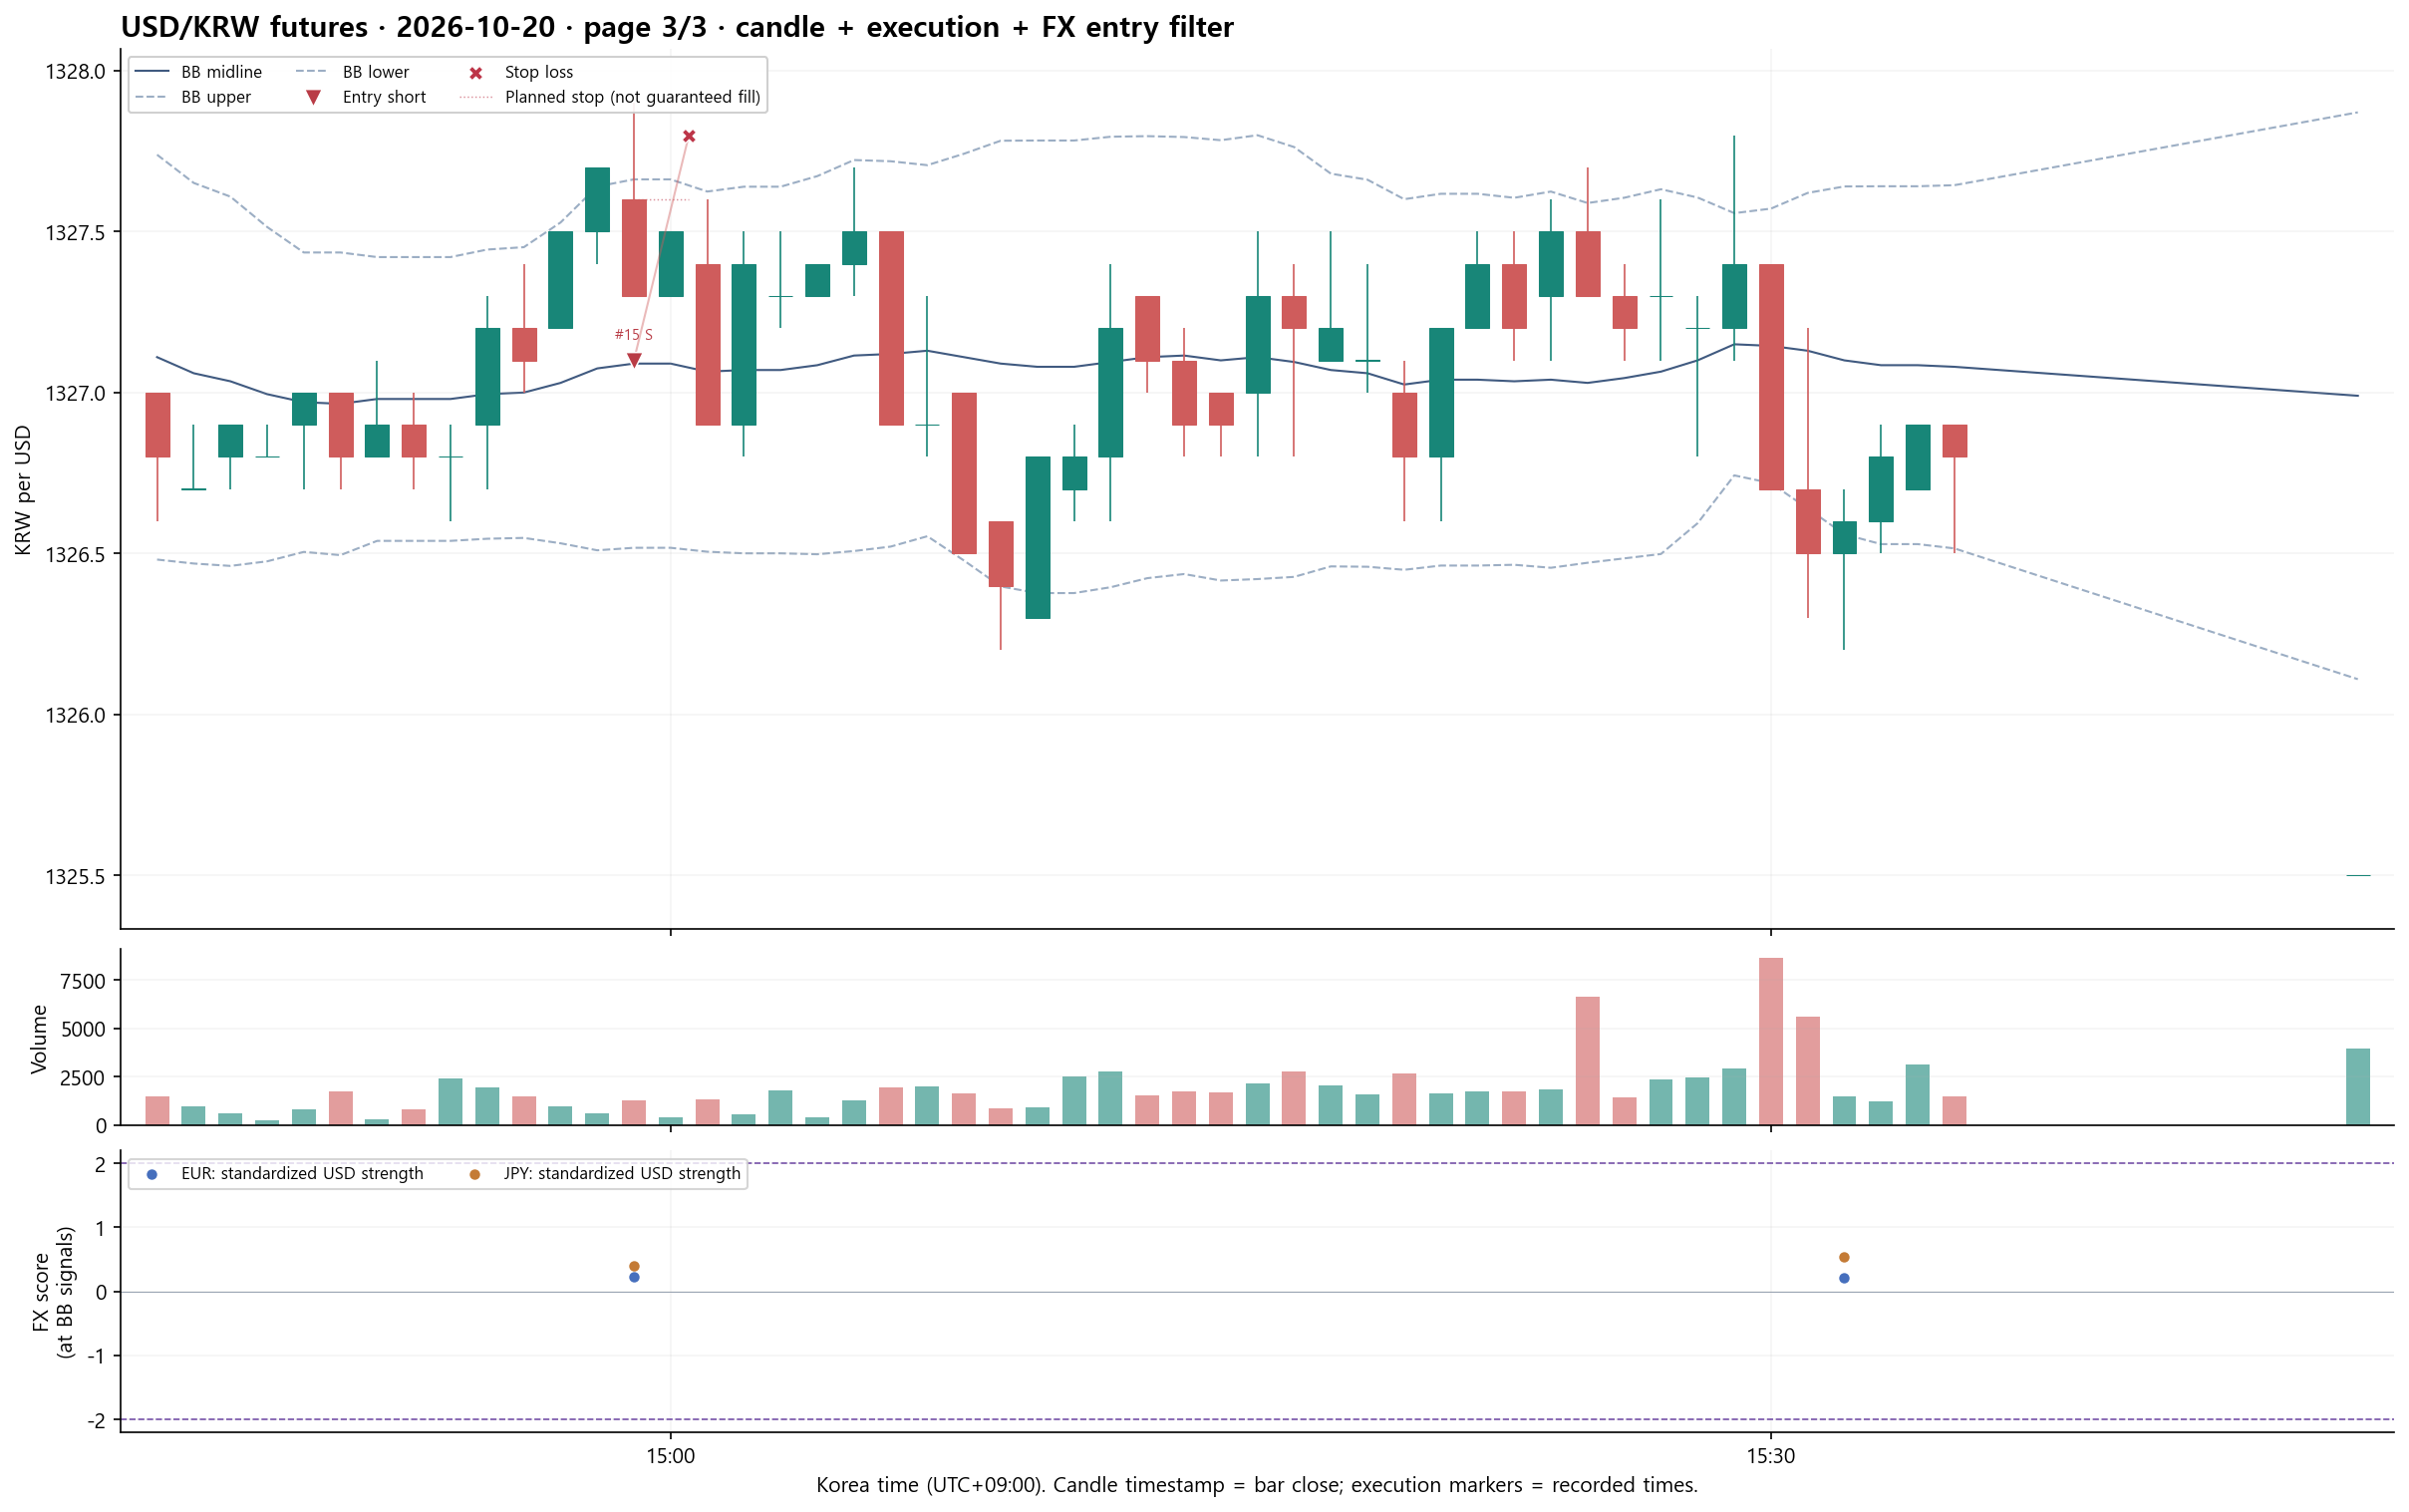 USD/KRW futures · 2026-10-20 · page 3/3 · candle + execution + FX entry filter
BB midline
BB upper
BB lower
Entry short
Stop loss
Planned stop (not guaranteed fill)
KRW per USD
1328.0
1327.5
1327.0
1326.5
1326.0
1325.5
#15 S
Volume
7500
5000
2500
0
EUR: standardized USD strength
JPY: standardized USD strength
FX score
(at BB signals)
2
1
0
-1
-2
15:00
15:30
Korea time (UTC+09:00). Candle timestamp = bar close; execution markers = recorded times.